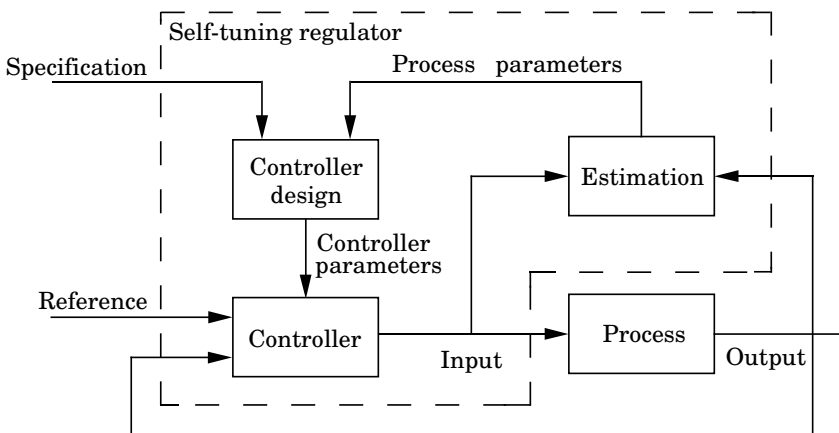 Self-tuning regulator
Specification
Process parameters
Controller
design
Estimation
Controller
parameters
Reference
Controller
Process
Input
Output